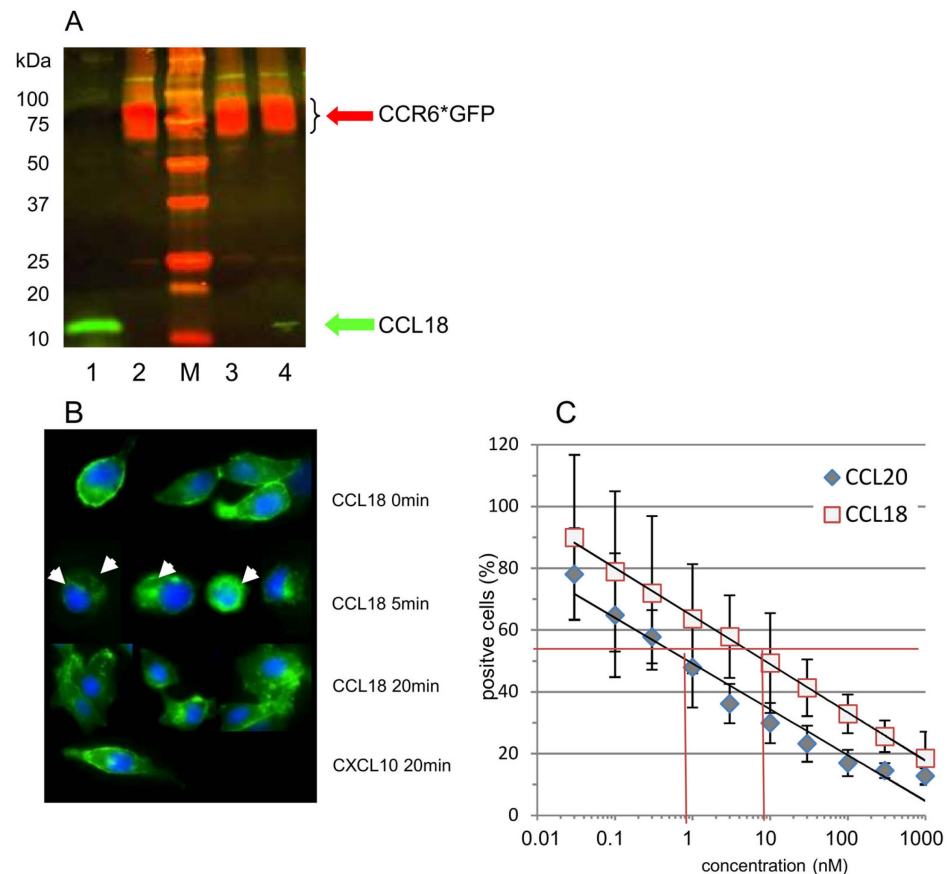 A
kDa
100
75
50
37
25
20
10
CCR6*GFP
CCL18
1 2 M 3 4
B
CCL18 0min
CCL18 5min
CCL18 20min
CXCL10 20min
C
120
100
80
60
40
20
0
positve cells (%)
CCL20
CCL18
0.01 0.1 1 10 100 1000
concentration (nM)